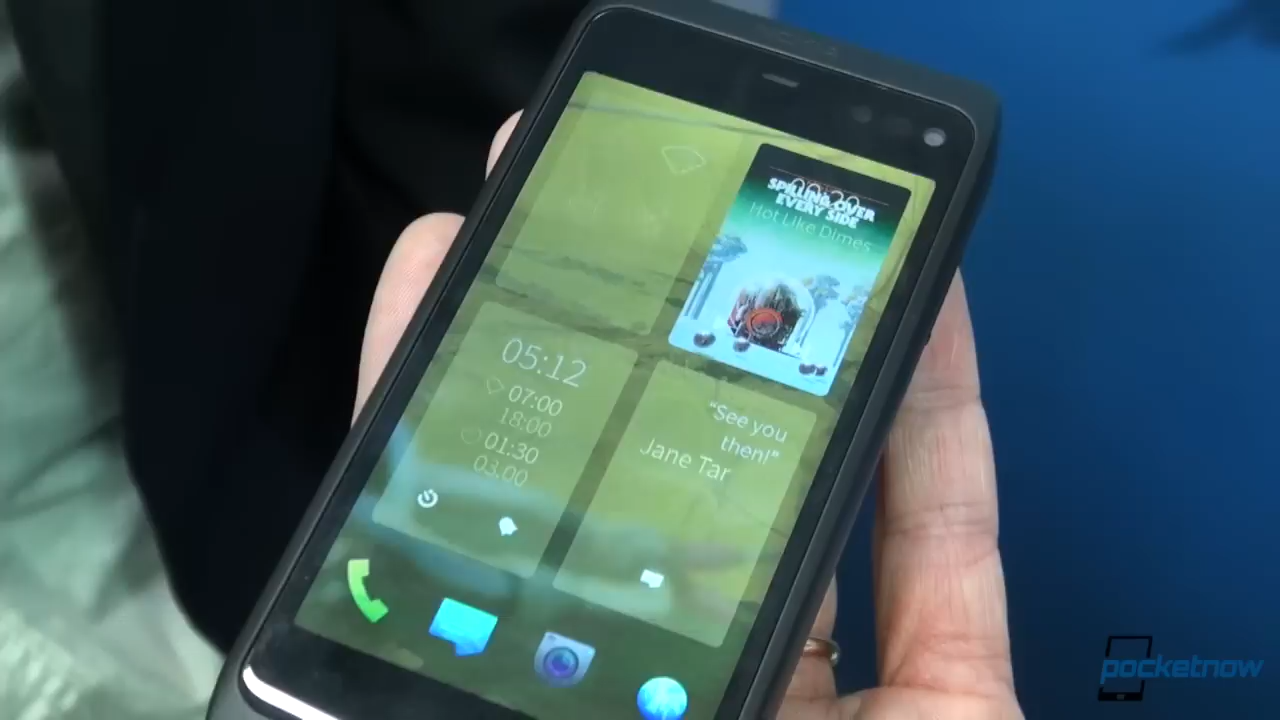 SPILLING OVER
EVERY SIDE
Hot Like Dimes
05:12
07:00
18:00
01:30
03:00
"See you
then!"
Jane Tar
pocketnow